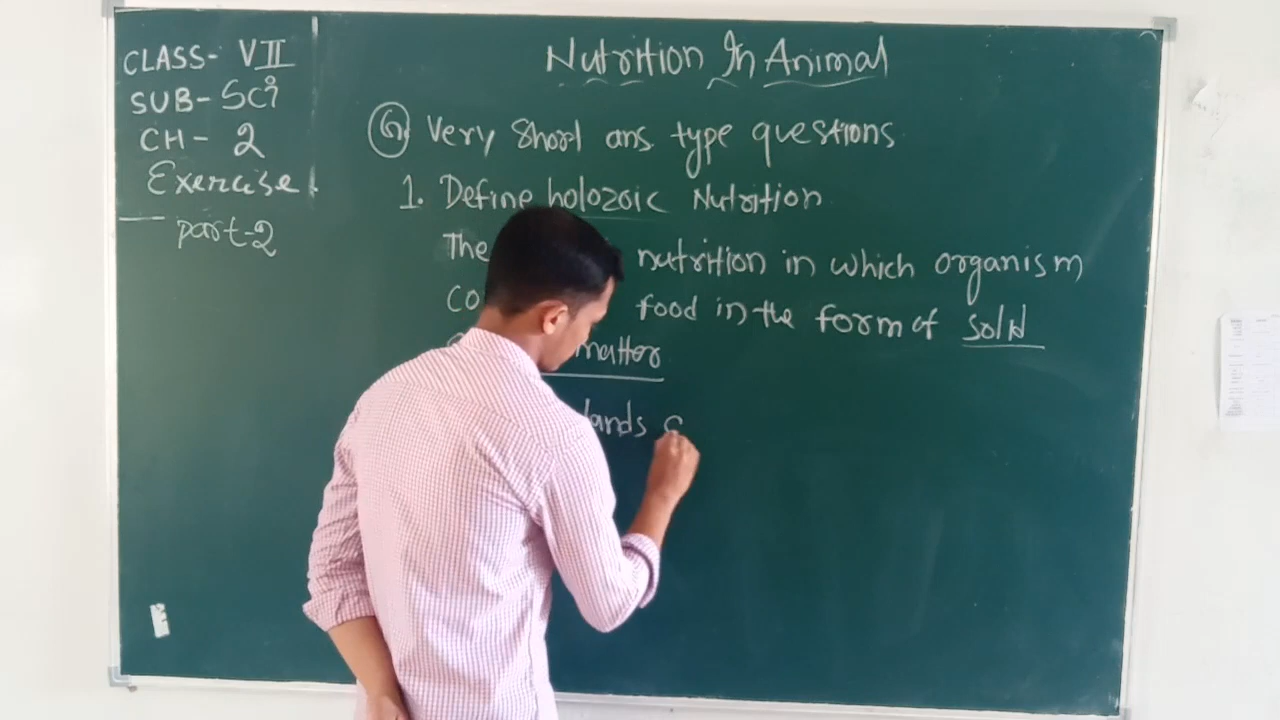 CLASS- VII
SUB- Sci
CH- 2
Exercise
part-2
Nutrition In Animal
G Very Short ans. type questions
1. Define holozoic Nutrition
The nutrition in which organism
food in the form of Solid
matter